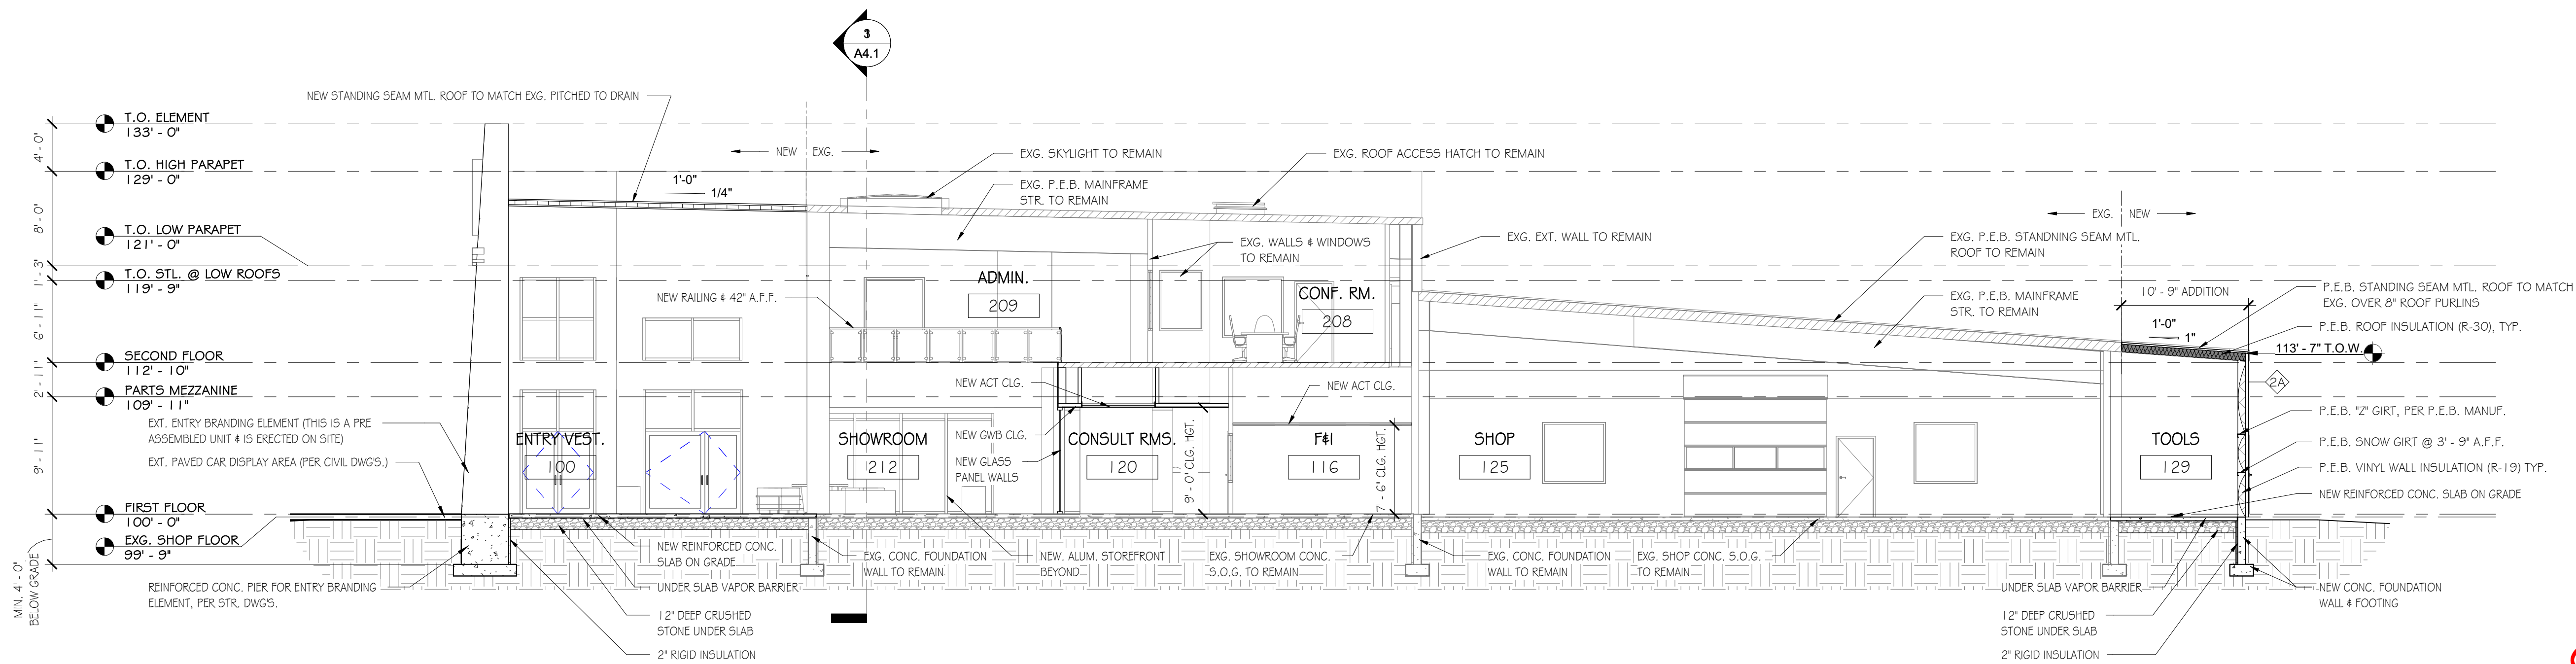 3
A4.1
NEW STANDING SEAM MTL. ROOF TO MATCH EXG. PITCHED TO DRAIN
T.O. ELEMENT
133' - 0"
T.O. HIGH PARAPET
129' - 0"
T.O. LOW PARAPET
121' - 0"
T.O. STL. @ LOW ROOFS
119' - 9"
SECOND FLOOR
112' - 10"
PARTS MEZZANINE
109' - 11"
FIRST FLOOR
100' - 0"
EXG. SHOP FLOOR
99' - 9"
4' - 0"
8' - 0"
1' - 3"
6' - 11"
2' - 11"
9' - 11"
MIN. 4' - 0"
BELOW GRADE
EXT. ENTRY BRANDING ELEMENT (THIS IS A PRE
ASSEMBLED UNIT & IS ERECTED ON SITE)
EXT. PAVED CAR DISPLAY AREA (PER CIVIL DWG'S.)
REINFORCED CONC. PIER FOR ENTRY BRANDING
ELEMENT, PER STR. DWG'S.
NEW
EXG.
1'-0"
1/4"
EXG. SKYLIGHT TO REMAIN
EXG. P.E.B. MAINFRAME
STR. TO REMAIN
EXG. ROOF ACCESS HATCH TO REMAIN
EXG. WALLS & WINDOWS
TO REMAIN
EXG. EXT. WALL TO REMAIN
NEW RAILING & 42" A.F.F.
ADMIN.
209
CONF. RM.
208
NEW ACT CLG.
NEW ACT CLG.
NEW GWB CLG.
NEW GLASS
PANEL WALLS
ENTRY VEST.
100
SHOWROOM
212
CONSULT RMS.
120
9' - 0" CLG. HGT.
F&I
116
7' - 6" CLG. HGT.
SHOP
125
TOOLS
129
EXG. P.E.B. STANDNING SEAM MTL.
ROOF TO REMAIN
EXG. P.E.B. MAINFRAME
STR. TO REMAIN
EXG.
NEW
10' - 9" ADDITION
1'-0"
1"
P.E.B. STANDING SEAM MTL. ROOF TO MATCH
EXG. OVER 8" ROOF PURLINS
P.E.B. ROOF INSULATION (R-30), TYP.
113' - 7" T.O.W.
2A
P.E.B. "Z" GIRT, PER P.E.B. MANUF.
P.E.B. SNOW GIRT @ 3' - 9" A.F.F.
P.E.B. VINYL WALL INSULATION (R-19) TYP.
NEW REINFORCED CONC. SLAB ON GRADE
NEW REINFORCED CONC.
SLAB ON GRADE
UNDER SLAB VAPOR BARRIER
12" DEEP CRUSHED
STONE UNDER SLAB
2" RIGID INSULATION
EXG. CONC. FOUNDATION
WALL TO REMAIN
NEW. ALUM. STOREFRONT
BEYOND
EXG. SHOWROOM CONC.
S.O.G. TO REMAIN
EXG. CONC. FOUNDATION
WALL TO REMAIN
EXG. SHOP CONC. S.O.G.
TO REMAIN
UNDER SLAB VAPOR BARRIER
12" DEEP CRUSHED
STONE UNDER SLAB
2" RIGID INSULATION
NEW CONC. FOUNDATION
WALL & FOOTING